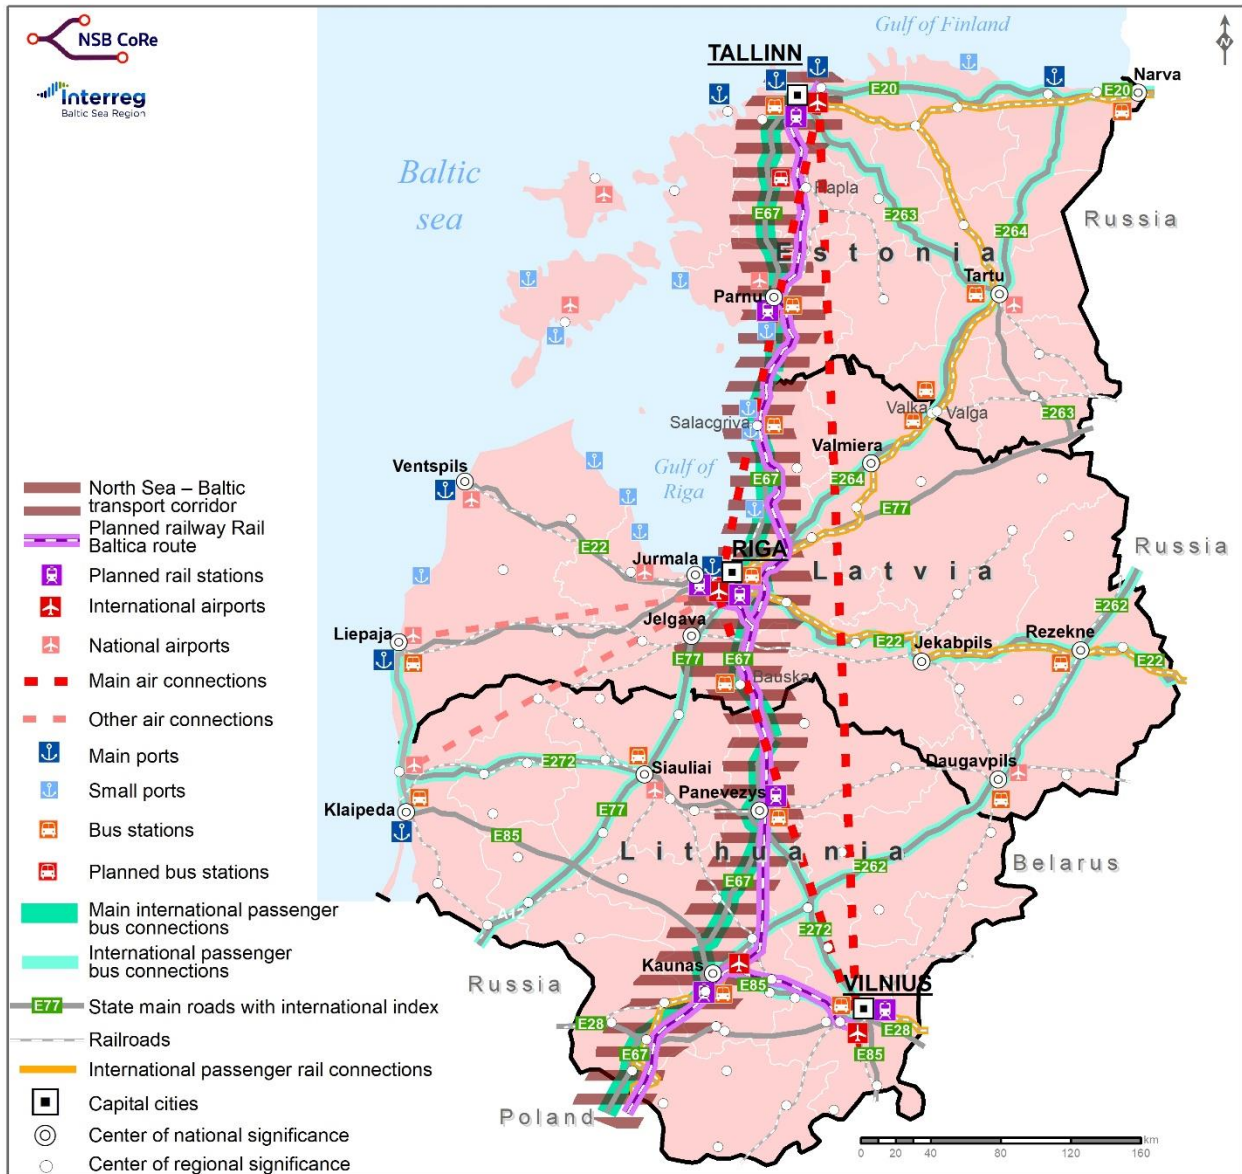 NSB CoRe
Interreg
Baltic Sea Region
Gulf of Finland
TALLINN
Narva
E20
E20
Baltic
sea
Rapla
Russia
E67
E263
E264
Estonia
Tartu
Parnu
Salacgriva
Valka
Valga
E263
Valmiera
Ventspils
Gulf of
Riga
E67
E264
E77
E22
Jurmala
RIGA
Latvia
Russia
E262
Liepaja
Jelgava
E77
E67
E22
Jekabpils
Rezekne
E22
Bauska
E272
Siauliai
Daugavpils
Panevezys
Klaipeda
E77
E85
Lithuania
Belarus
E67
E262
A12
E272
Kaunas
Russia
E85
VILNIUS
E28
E28
E67
E85
Poland
North Sea – Baltic
transport corridor
Planned railway Rail
Baltica route
Planned rail stations
International airports
National airports
Main air connections
Other air connections
Main ports
Small ports
Bus stations
Planned bus stations
Main international passenger
bus connections
International passenger
bus connections
E77 State main roads with international index
Railroads
International passenger rail connections
Capital cities
Center of national significance
Center of regional significance
km
0 20 40 80 120 160
N